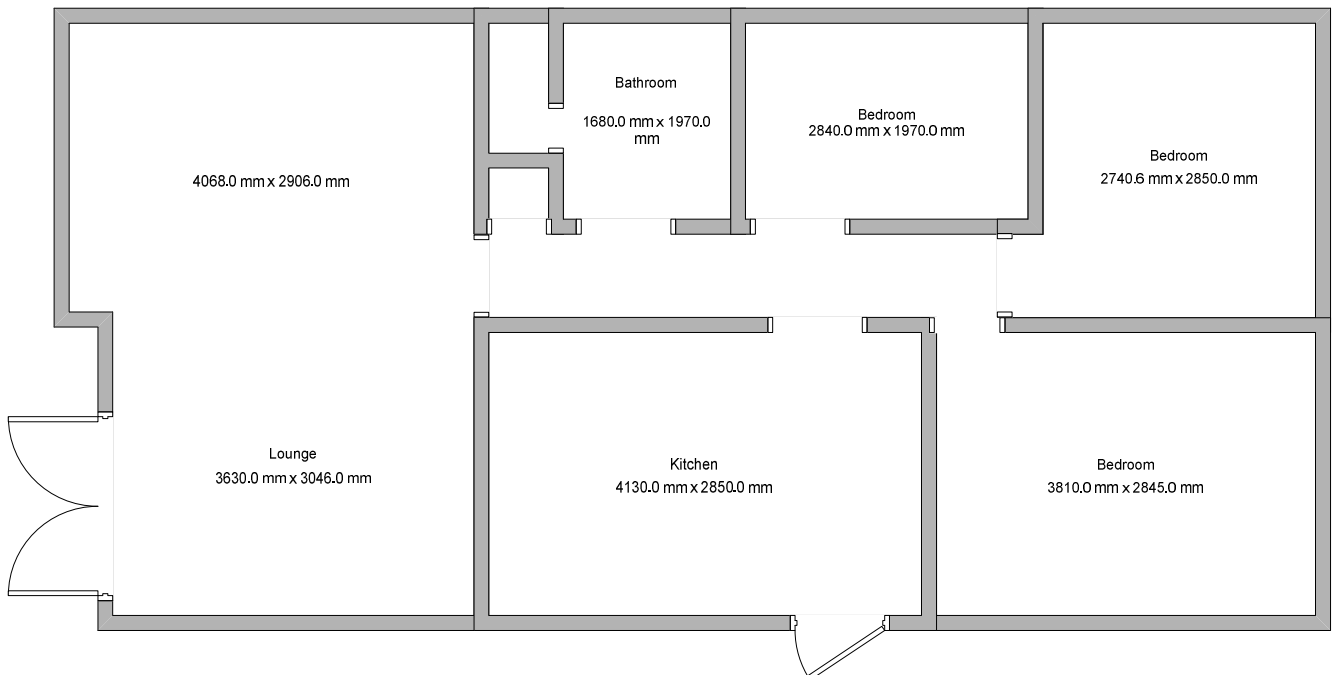 Bathroom
1680.0 mm x 1970.0
mm
Bedroom
2840.0 mm x 1970.0 mm
Bedroom
2740.6 mm x 2850.0 mm
4068.0 mm x 2906.0 mm
Lounge
3630.0 mm x 3046.0 mm
Kitchen
4130.0 mm x 2850.0 mm
Bedroom
3810.0 mm x 2845.0 mm